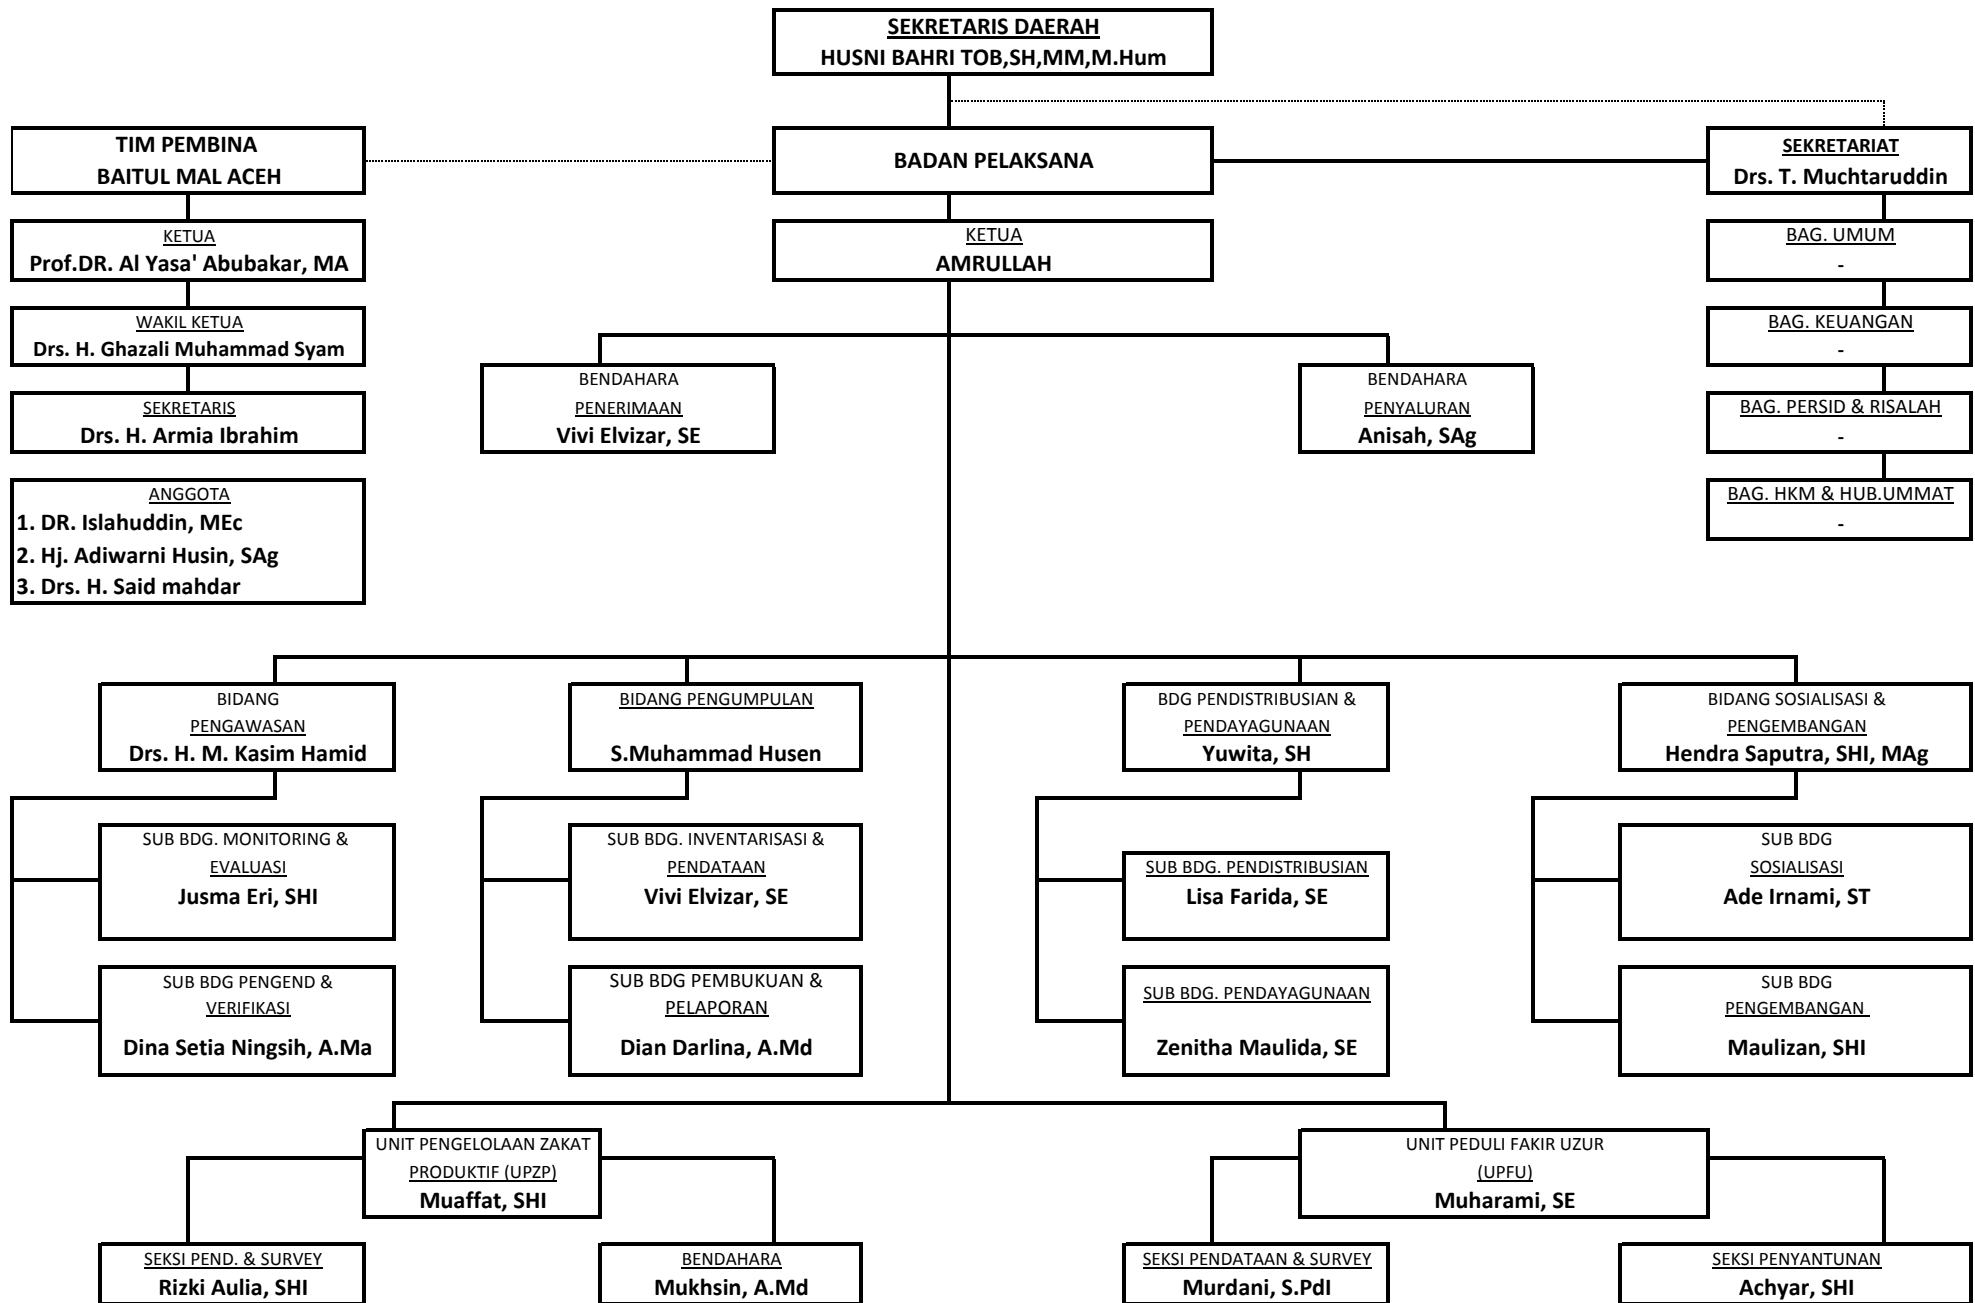 SEKRETARIS DAERAH
HUSNI BAHRI TOB,SH,MM,M.Hum
TIM PEMBINA
BAITUL MAL ACEH
BADAN PELAKSANA
SEKRETARIAT
Drs. T. Muchtaruddin
KETUA
Prof.DR. Al Yasa' Abubakar, MA
KETUA
AMRULLAH
BAG. UMUM
-
WAKIL KETUA
Drs. H. Ghazali Muhammad Syam
BAG. KEUANGAN
-
SEKRETARIS
Drs. H. Armia Ibrahim
BENDAHARA
PENERIMAAN
Vivi Elvizar, SE
BENDAHARA
PENYALURAN
Anisah, SAg
BAG. PERSID & RISALAH
-
ANGGOTA
1. DR. Islahuddin, MEc
2. Hj. Adiwarni Husin, SAg
3. Drs. H. Said mahdar
BAG. HKM & HUB.UMMAT
-
BIDANG
PENGAWASAN
Drs. H. M. Kasim Hamid
BIDANG PENGUMPULAN
S.Muhammad Husen
BDG PENDISTRIBUSIAN &
PENDAYAGUNAAN
Yuwita, SH
BIDANG SOSIALISASI &
PENGEMBANGAN
Hendra Saputra, SHI, MAg
SUB BDG. MONITORING &
EVALUASI
Jusma Eri, SHI
SUB BDG. INVENTARISASI &
PENDATAAN
Vivi Elvizar, SE
SUB BDG. PENDISTRIBUSIAN
Lisa Farida, SE
SUB BDG
SOSIALISASI
Ade Irnami, ST
SUB BDG PENGEND &
VERIFIKASI
Dina Setia Ningsih, A.Ma
SUB BDG PEMBUKUAN &
PELAPORAN
Dian Darlina, A.Md
SUB BDG. PENDAYAGUNAAN
Zenitha Maulida, SE
SUB BDG
PENGEMBANGAN
Maulizan, SHI
UNIT PENGELOLAAN ZAKAT
PRODUKTIF (UPZP)
Muaffat, SHI
UNIT PEDULI FAKIR UZUR
(UPFU)
Muharami, SE
SEKSI PEND. & SURVEY
Rizki Aulia, SHI
BENDAHARA
Mukhsin, A.Md
SEKSI PENDATAAN & SURVEY
Murdani, S.PdI
SEKSI PENYANTUNAN
Achyar, SHI